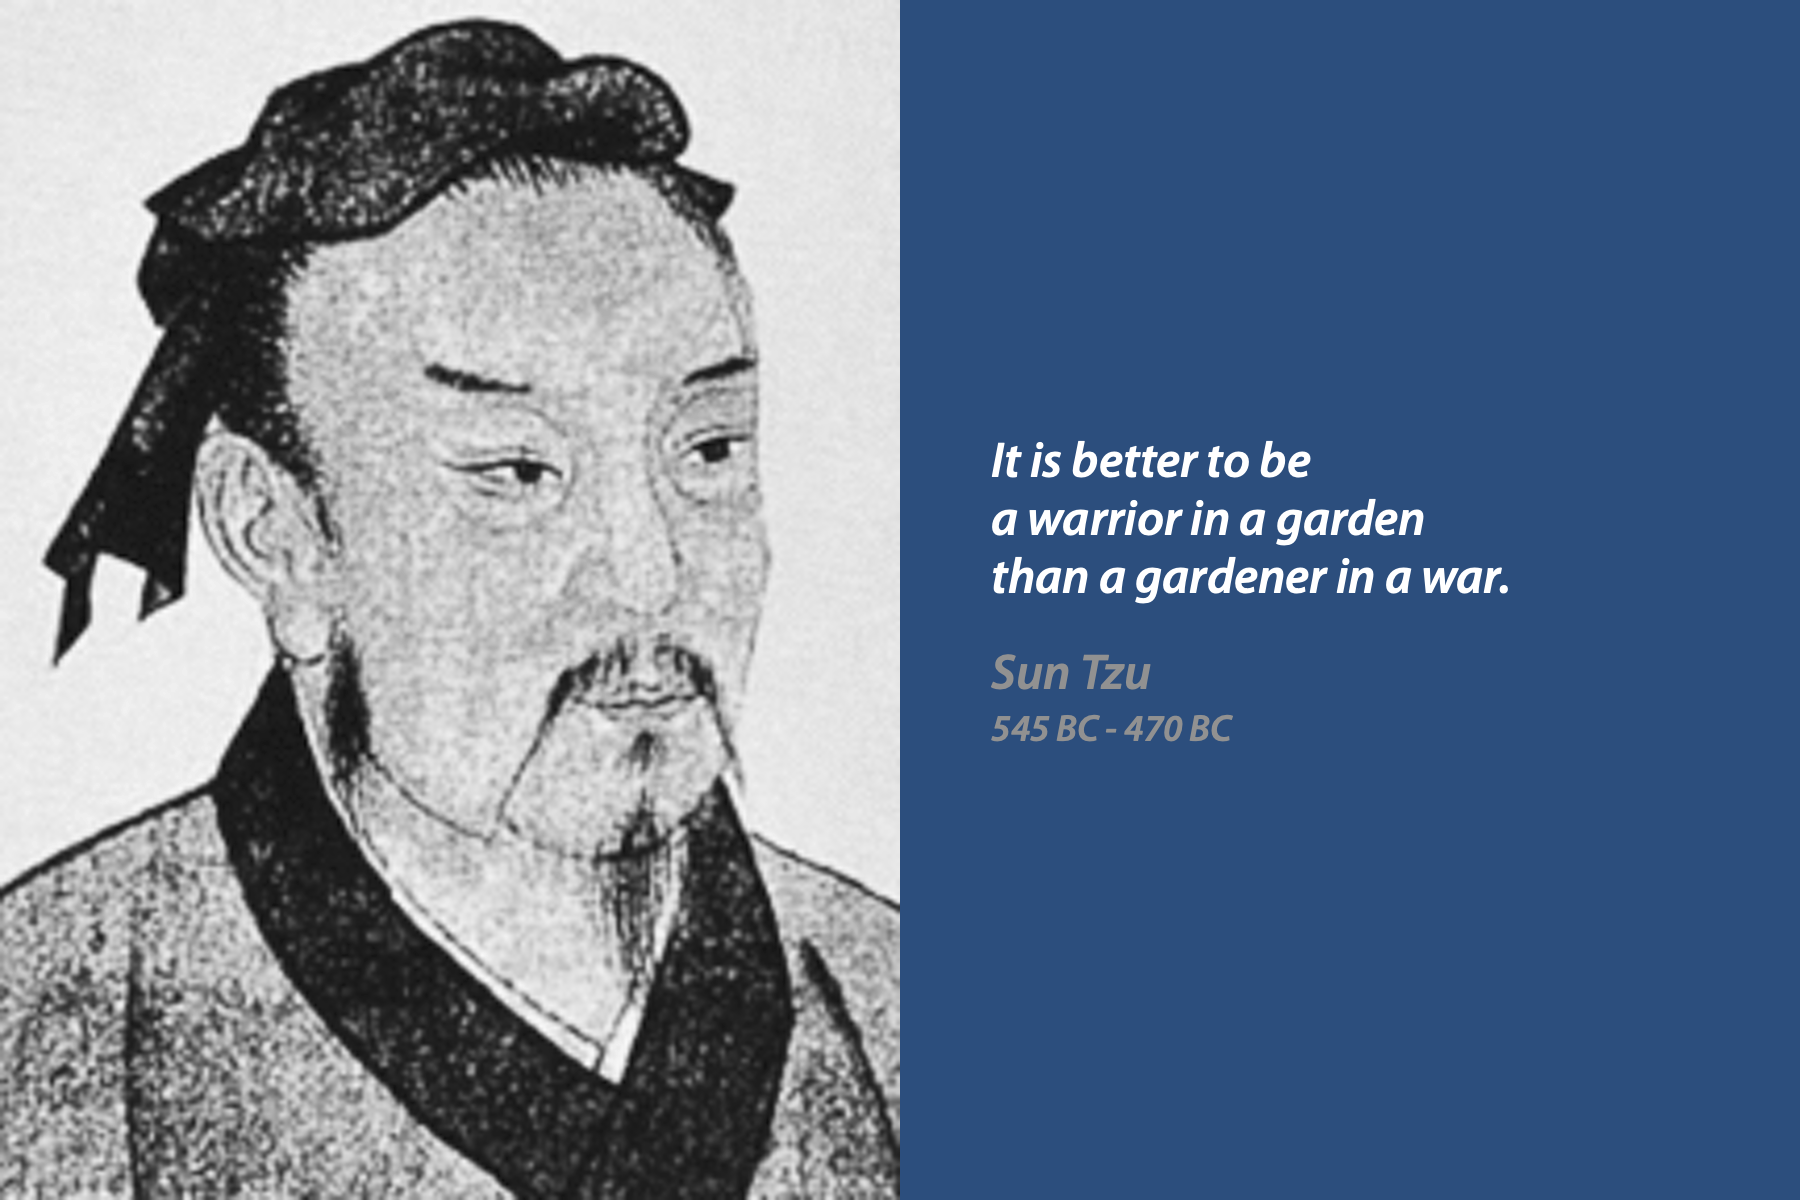 It is better to be
a warrior in a garden
than a gardener in a war.
Sun Tzu
545 BC - 470 BC